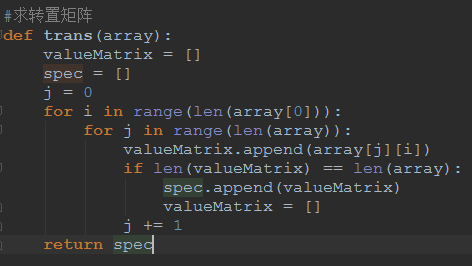 #求转置矩阵
def trans(array):
    valueMatrix = []
    spec = []
    j = 0
    for i in range(len(array[0])):
        for j in range(len(array)):
            valueMatrix.append(array[j][i])
            if len(valueMatrix) == len(array):
                spec.append(valueMatrix)
                valueMatrix = []
            j += 1
    return spec